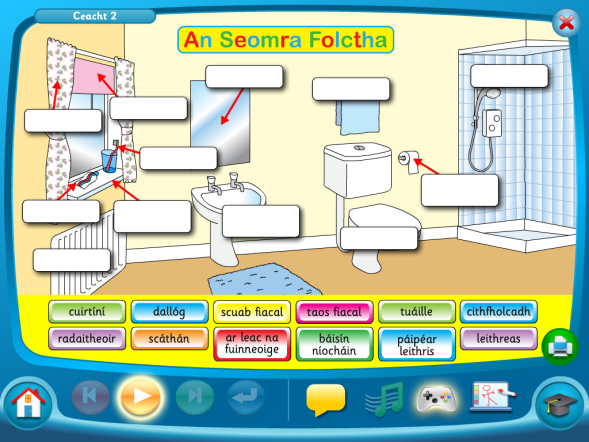 Ceacht 2
An Seomra Folctha
cuirtíní
dallóg
scuab fiacal
taos fiacal
tuáille
cithfholcadh
radaitheoir
scáthán
ar leac na
fuinneoige
báisín
níocháin
páipéar
leithris
leithreas